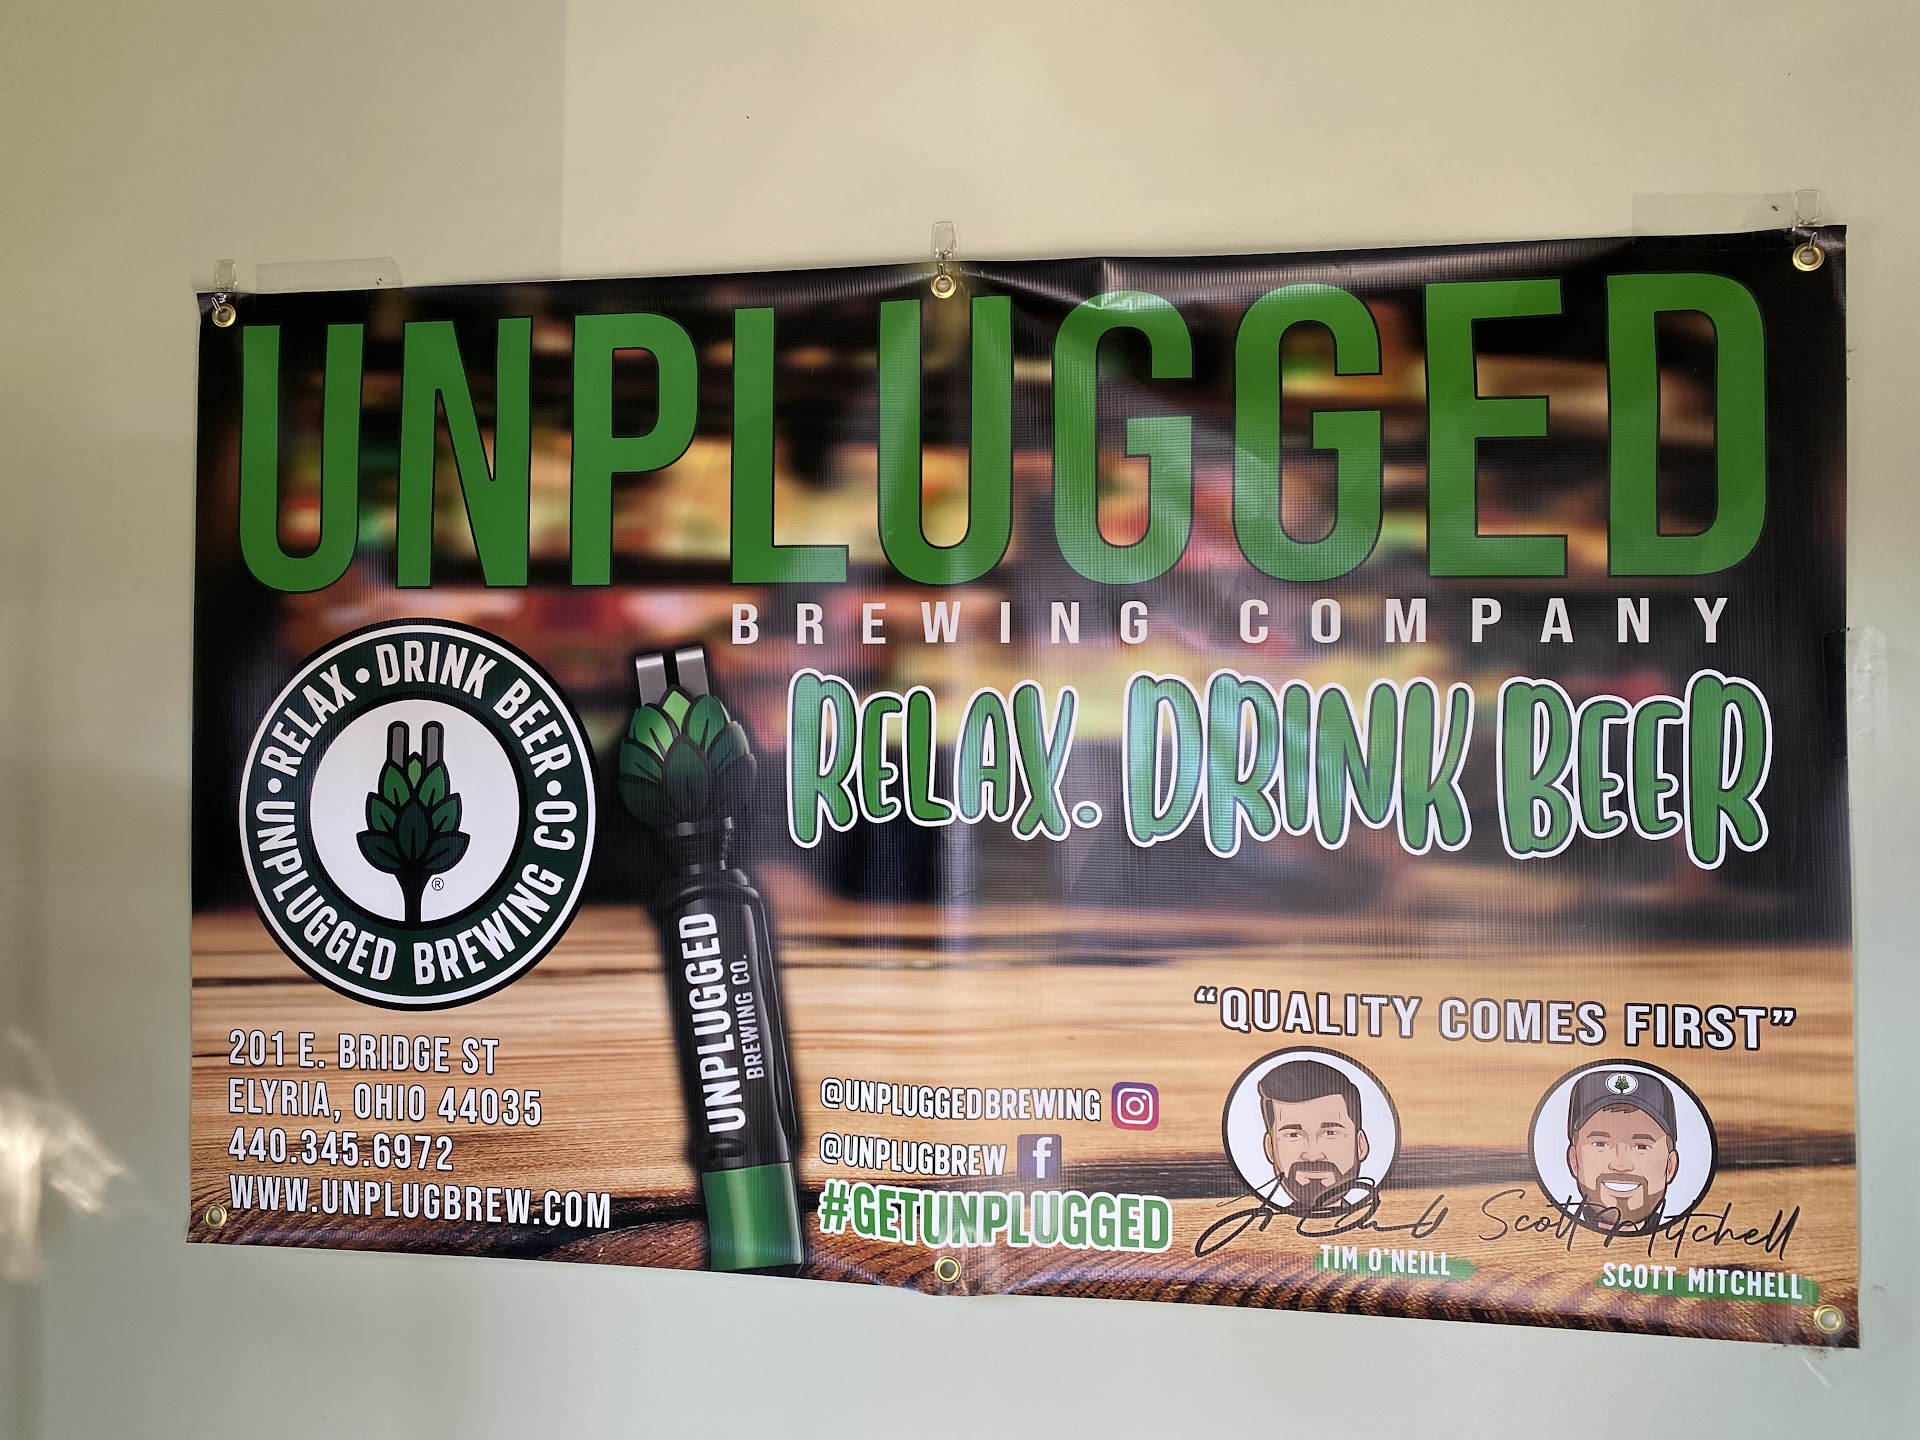 UNPLUGGED
BREWING COMPANY
RELAX. DRINK BEER
• RELAX • DRINK BEER •
UNPLUGGED BREWING CO
®
UNPLUGGED
BREWING CO.
201 E. BRIDGE ST
ELYRIA, OHIO 44035
440.345.6972
WWW.UNPLUGBREW.COM
@UNPLUGGEDBREWING
@UNPLUGBREW f
#GETUNPLUGGED
“QUALITY COMES FIRST”
Scott Mitchell
TIM O'NEILL
SCOTT MITCHELL